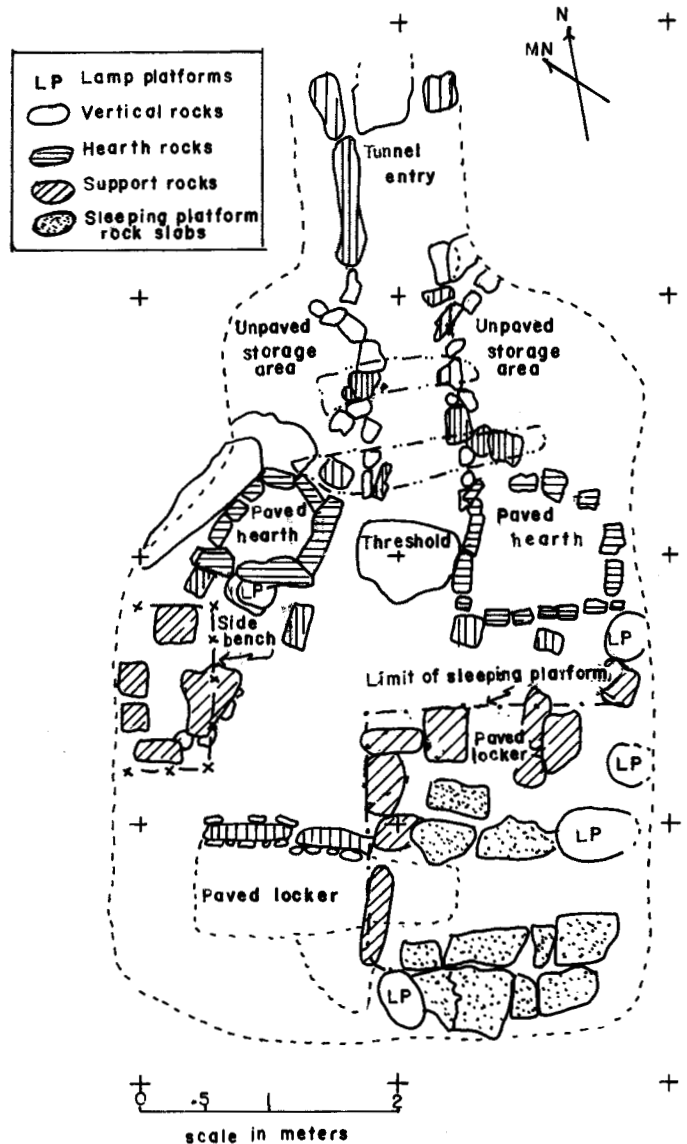 N
MN
LP Lamp platforms
Vertical rocks
Hearth rocks
Support rocks
Sleeping platform
rock slabs
Tunnel
entry
Unpaved
storage
area
Unpaved
storage
area
Paved
hearth
Threshold
Paved
hearth
LP
Side
bench
LP
Limit of sleeping platform
Paved
locker
LP
LP
Paved locker
LP
0 .5 1 2
scale in meters